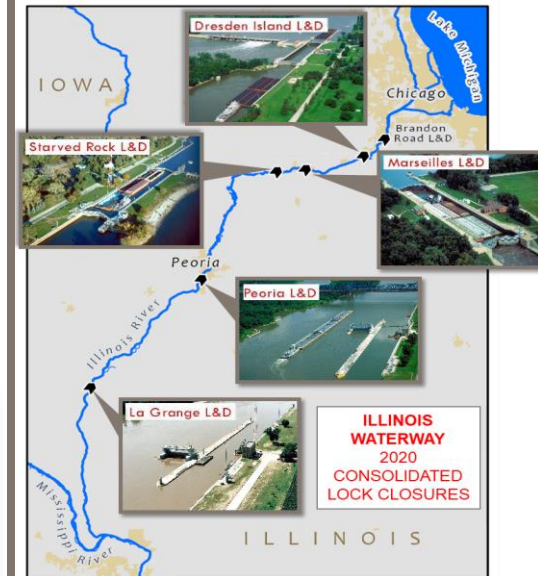 Dresden Island L&D
Lake Michigan
IOWA
Chicago
Brandon
Road L&D
Starved Rock L&D
Marseilles L&D
Peoria
Peoria L&D
Illinois River
La Grange L&D
ILLINOIS
WATERWAY
2020
CONSOLIDATED
LOCK CLOSURES
Mississippi
River
ILLINOIS